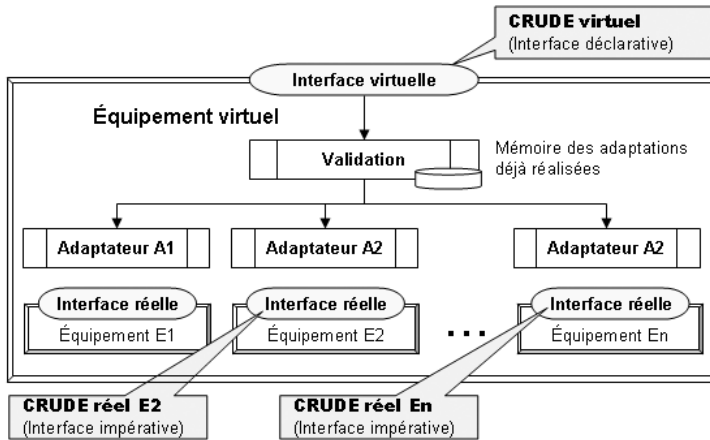 CRUDE virtuel
(Interface déclarative)
Interface virtuelle
Équipement virtuel
Validation
Mémoire des adaptations
déjà réalisées
Adaptateur A1
Adaptateur A2
Adaptateur A2
Interface réelle
Interface réelle
Interface réelle
Équipement E1
Équipement E2
...
Équipement En
CRUDE réel E2
(Interface impérative)
CRUDE réel En
(Interface impérative)